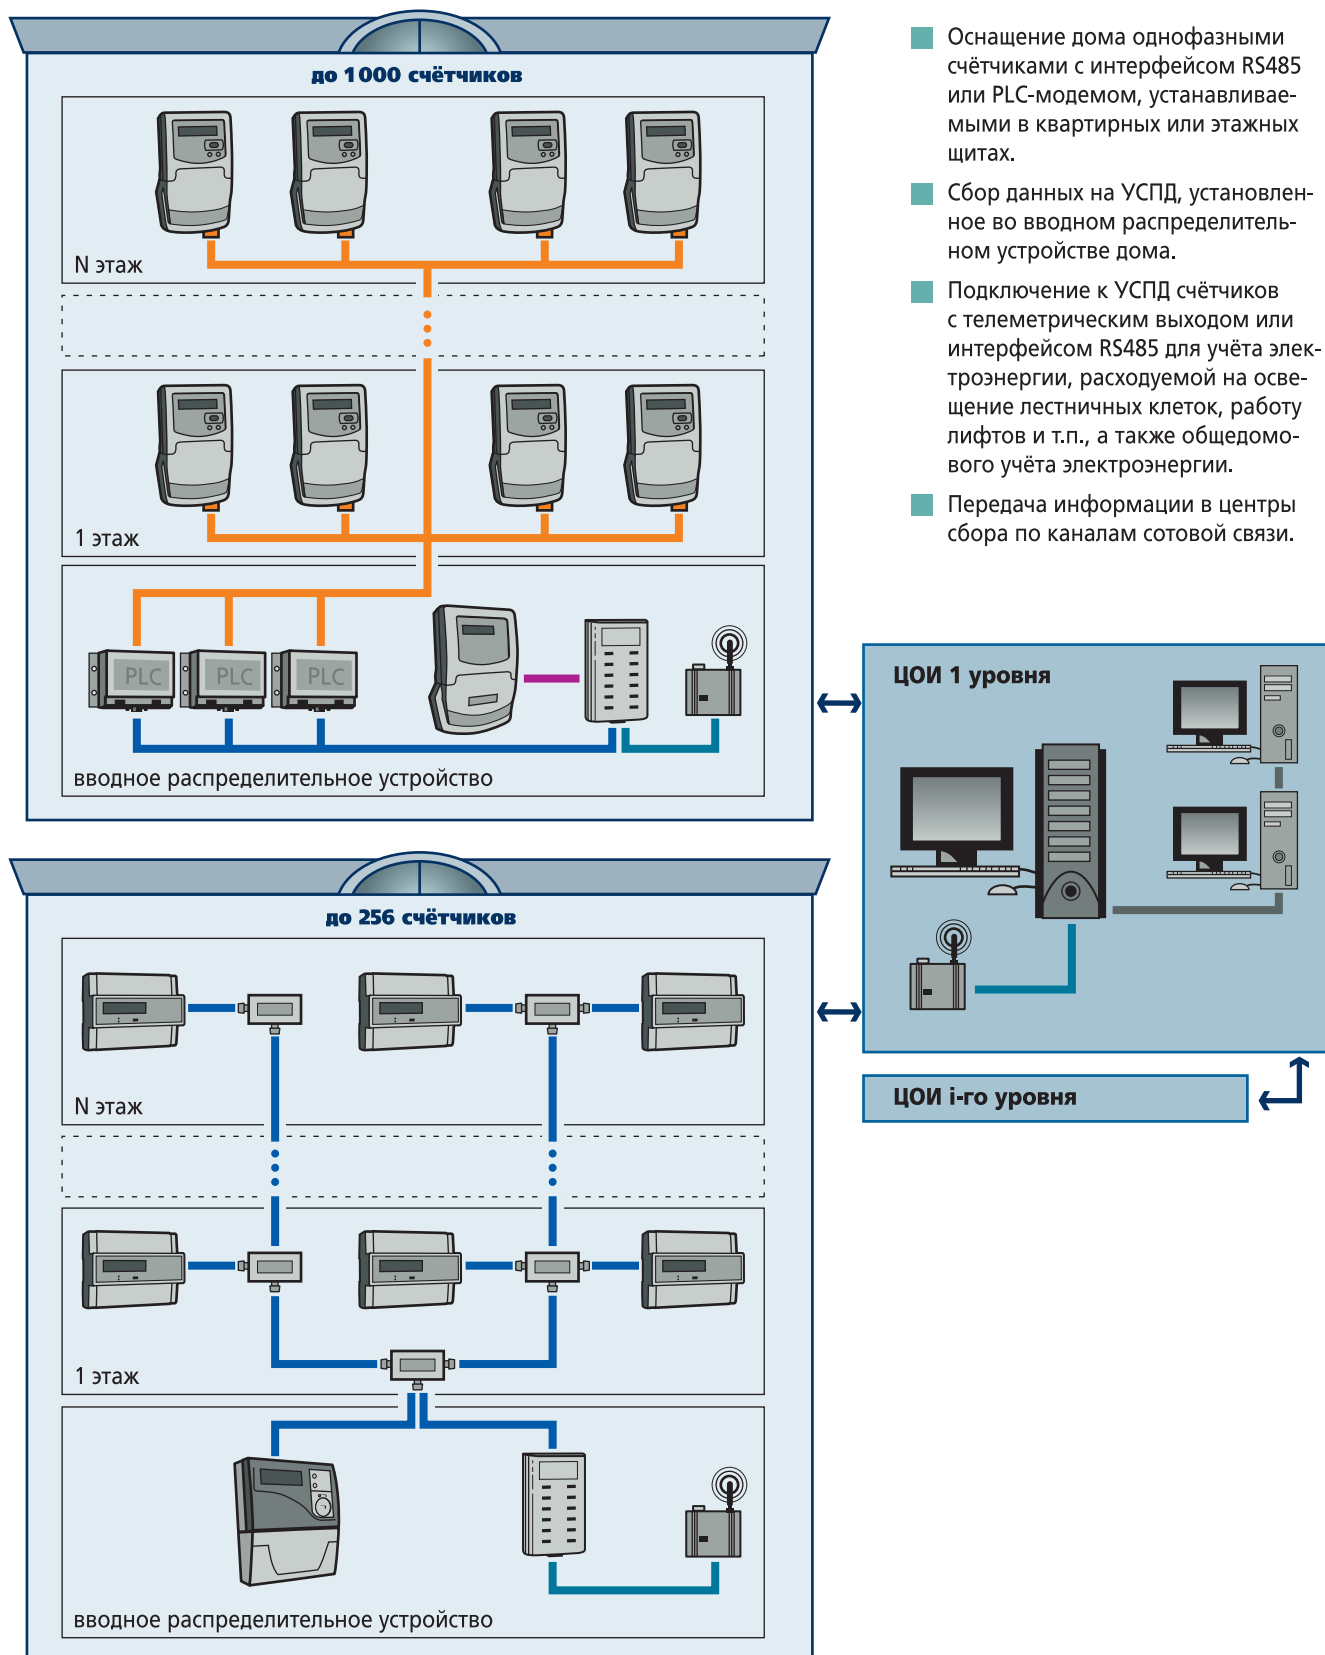 до 1000 счётчиков
N этаж
1 этаж
PLC
PLC
PLC
вводное распределительное устройство
Оснащение дома однофазными
счётчиками с интерфейсом RS485
или PLC-модемом, устанавливае-
мыми в квартирных или этажных
щитах.
Сбор данных на УСПД, установлен-
ное во вводном распределитель-
ном устройстве дома.
Подключение к УСПД счётчиков
с телеметрическим выходом или
интерфейсом RS485 для учёта элек-
троэнергии, расходуемой на осве-
щение лестничных клеток, работу
лифтов и т.п., а также общедомо-
вого учёта электроэнергии.
Передача информации в центры
сбора по каналам сотовой связи.
ЦОИ 1 уровня
ЦОИ i-го уровня
до 256 счётчиков
N этаж
1 этаж
вводное распределительное устройство